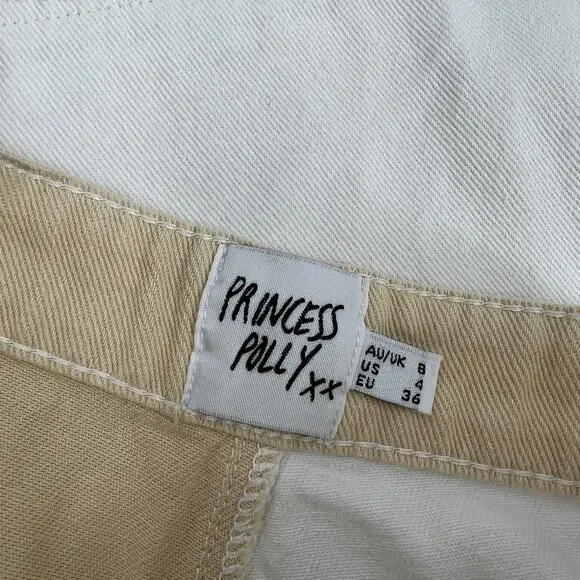 PRINCESS
POLLY xx
AU/UK 8
US 4
EU 36